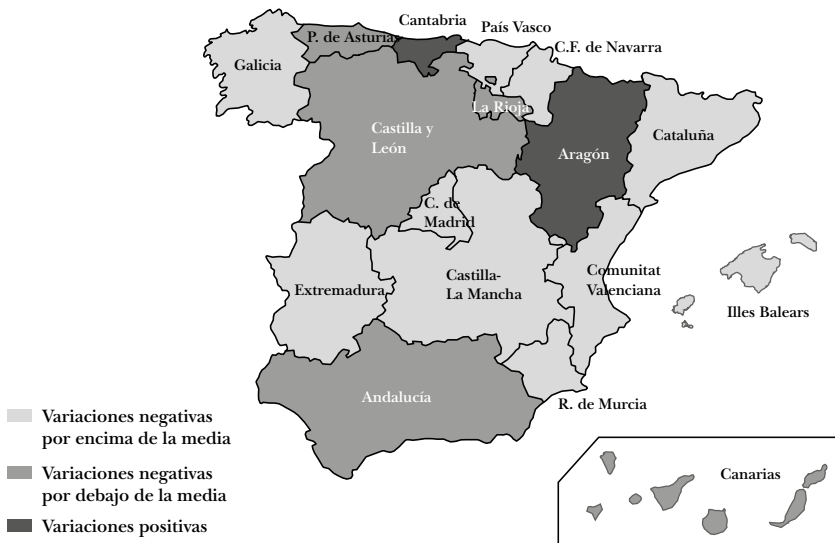 Cantabria
P. de Asturias
País Vasco
C.F. de Navarra
Galicia
La Rioja
Castilla y
León
Aragón
Cataluña
C. de
Madrid
Extremadura
Castilla-
La Mancha
Comunitat
Valenciana
Illes Balears
Andalucía
R. de Murcia
Canarias
Variaciones negativas
por encima de la media
Variaciones negativas
por debajo de la media
Variaciones positivas